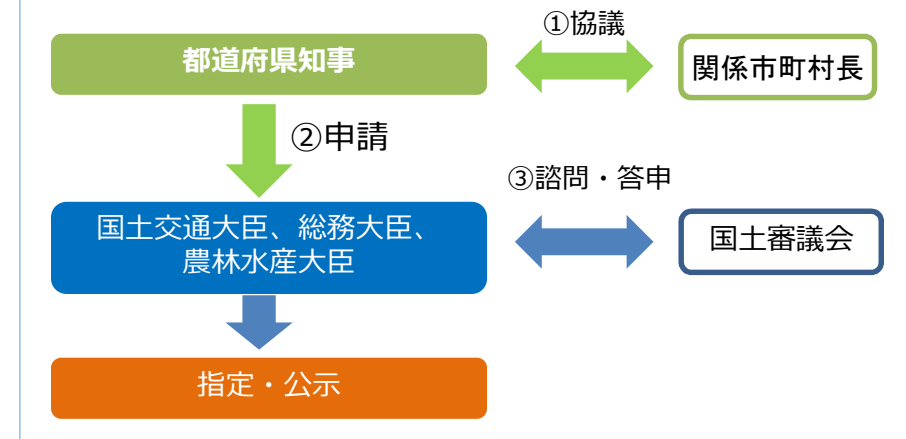 ①協議
都道府県知事
関係市町村長
②申請
③諮問・答申
国土交通大臣、総務大臣、
農林水産大臣
国土審議会
指定・公示